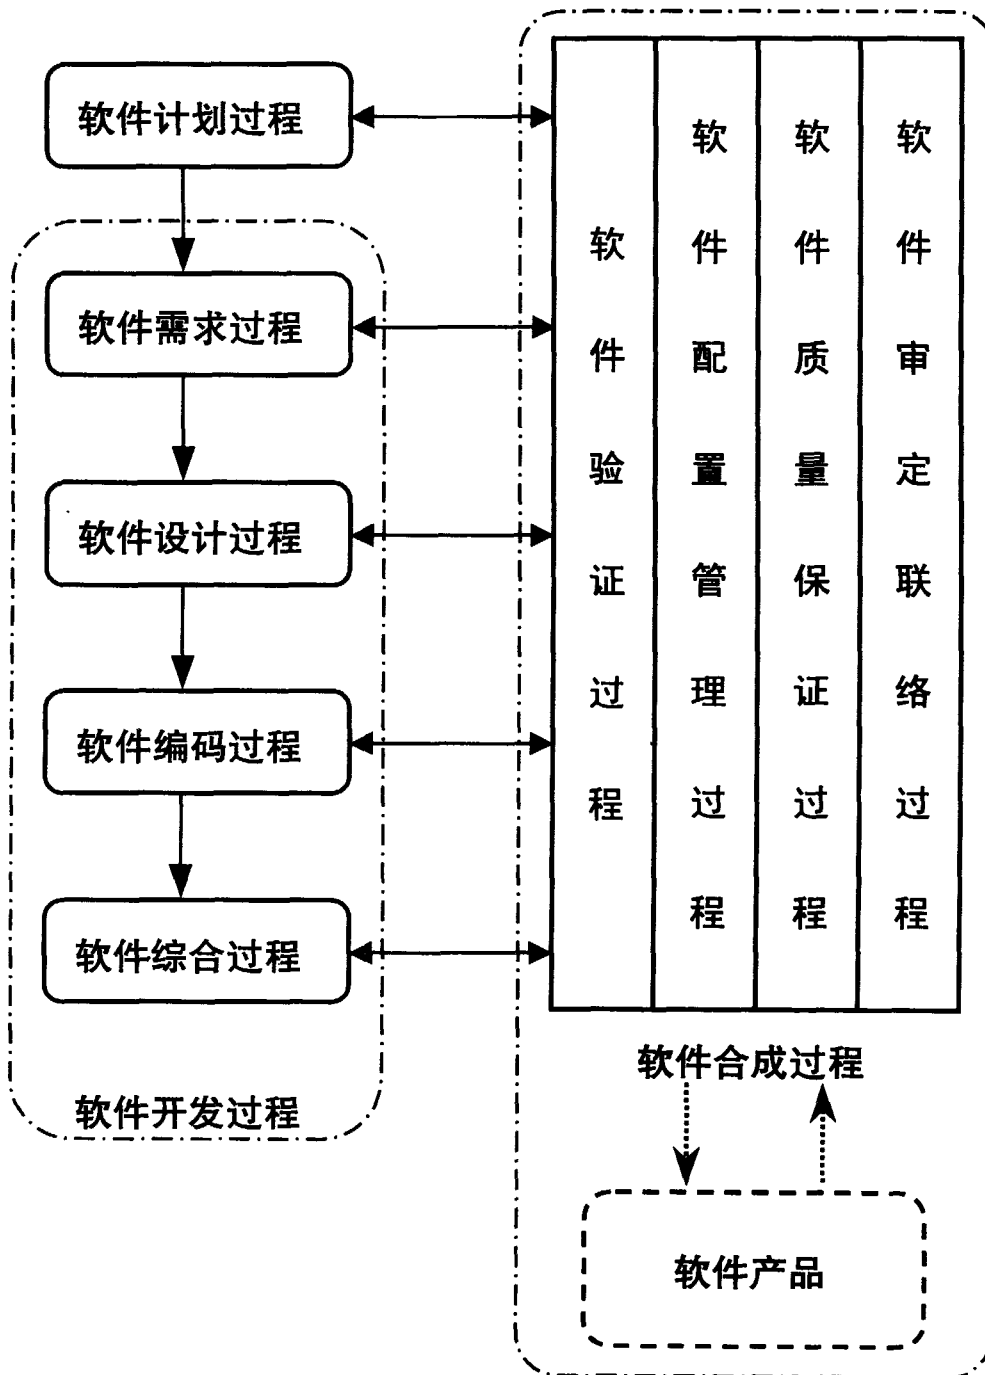 软件计划过程
软件需求过程
软件设计过程
软件编码过程
软件综合过程
软件开发过程
软件验证过程
软件配置管理过程
软件质量保证过程
软件审定联络过程
软件合成过程
软件产品